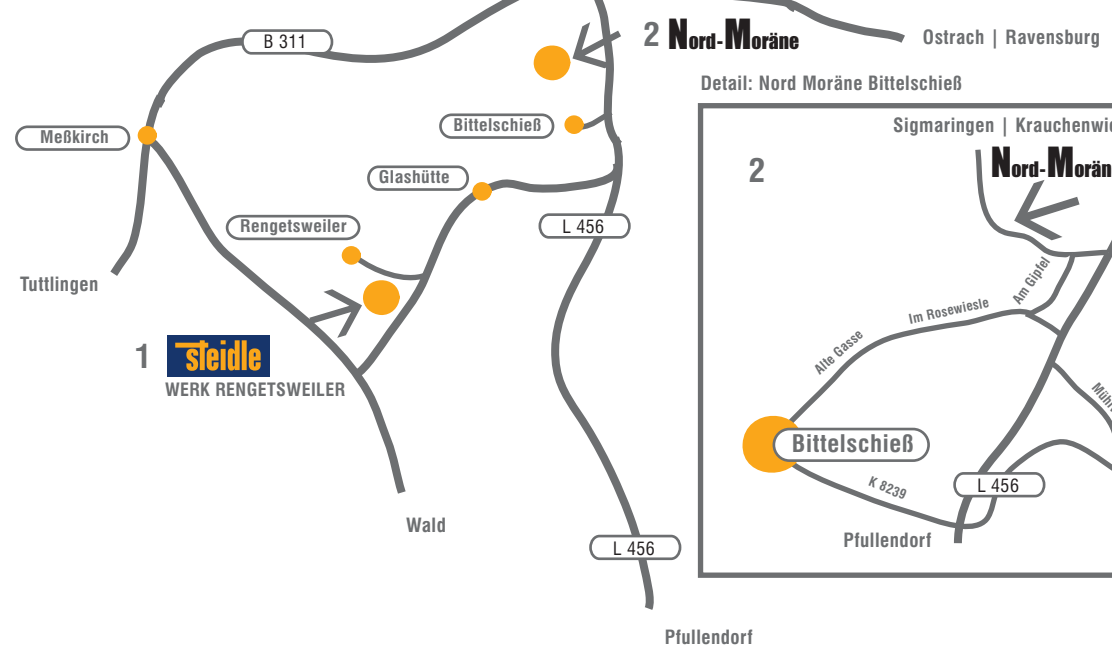 B 311
2 Nord-Moräne
Ostrach | Ravensburg
Detail: Nord Moräne Bittelschieß
Meßkirch
Bittelschieß
Glashütte
Rengetsweiler
L 456
Tuttlingen
1 steidle
WERK RENGETSWEILER
Wald
L 456
Pfullendorf
Sigmaringen | Krauchenwie
2
Nord-Morän
Am Gipfel
Im Rosewiesle
Alte Gasse
Bittelschieß
K 8239
L 456
Pfullendorf